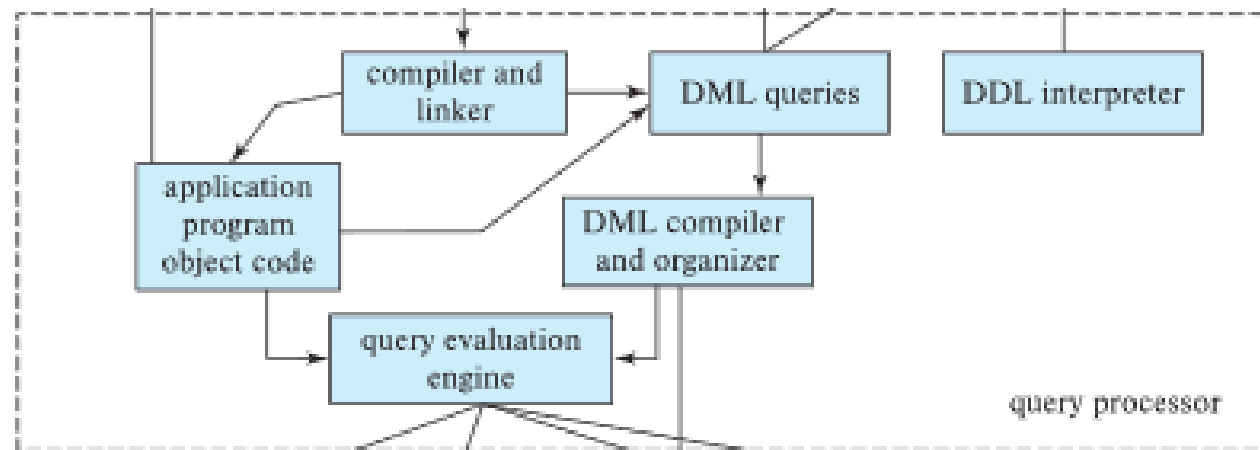 compiler and
linker
DML queries
DDL interpreter
application
program
object code
DML compiler
and organizer
query evaluation
engine
query processor